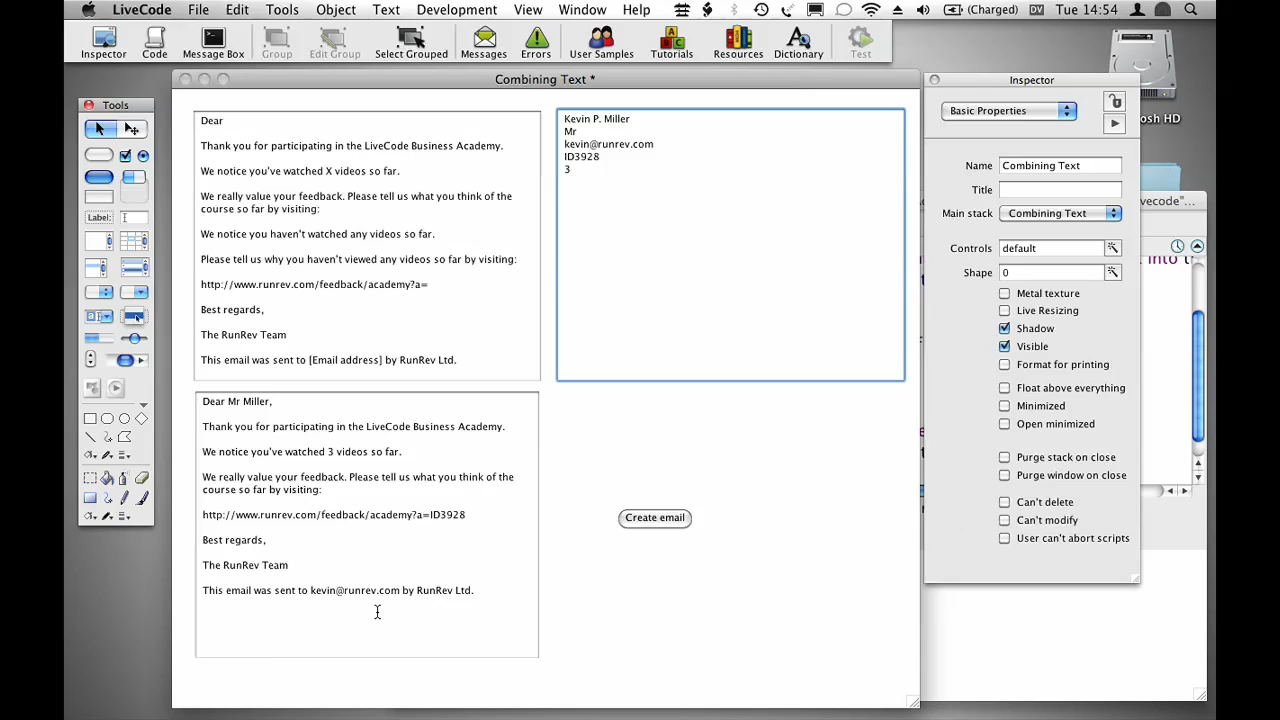 LiveCode File Edit Tools Object Text Development View Window Help (Charged) Tue 14:54
Inspector Code Message Box Group Edit Group Select Grouped Messages Errors User Samples Tutorials Resources Dictionary Test
Combining Text *
Tools
Label:
Dear
Thank you for participating in the LiveCode Business Academy.
We notice you've watched X videos so far.
We really value your feedback. Please tell us what you think of the
course so far by visiting:
We notice you haven't watched any videos so far.
Please tell us why you haven't viewed any videos so far by visiting:
http://www.runrev.com/feedback/academy?a=
Best regards,
The RunRev Team
This email was sent to [Email address] by RunRev Ltd.
Kevin P. Miller
Mr
kevin@runrev.com
ID3928
3
Dear Mr Miller,
Thank you for participating in the LiveCode Business Academy.
We notice you've watched 3 videos so far.
We really value your feedback. Please tell us what you think of the
course so far by visiting:
http://www.runrev.com/feedback/academy?a=ID3928
Best regards,
The RunRev Team
This email was sent to kevin@runrev.com by RunRev Ltd.
Create email
Inspector
Basic Properties
Name Combining Text
Title
Main stack Combining Text
Controls default
Shape 0
Metal texture
Live Resizing
Shadow
Visible
Format for printing
Float above everything
Minimized
Open minimized
Purge stack on close
Purge window on close
Can't delete
Can't modify
User can't abort scripts
osh HD
ivecode"...
into t